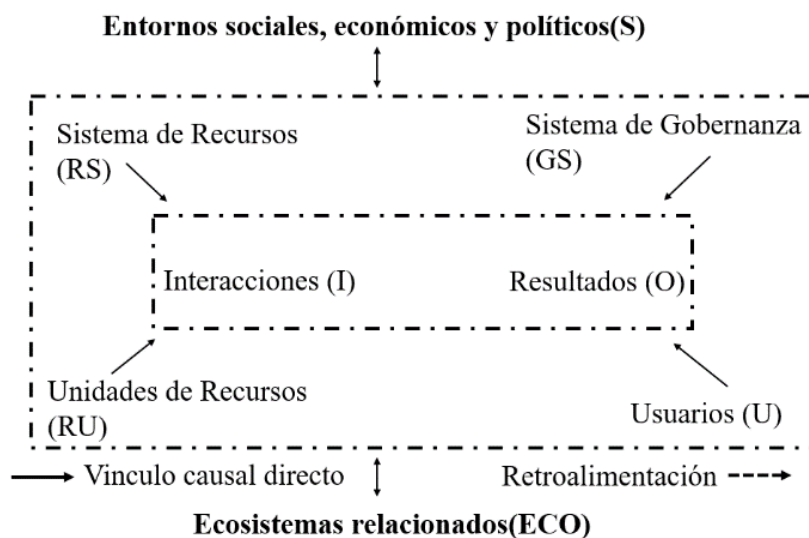 Entornos sociales, económicos y políticos(S)
Sistema de Recursos
(RS)
Sistema de Gobernanza
(GS)
Interacciones (I)
Resultados (O)
Unidades de Recursos
(RU)
Usuarios (U)
Vinculo causal directo
Retroalimentación
Ecosistemas relacionados(ECO)